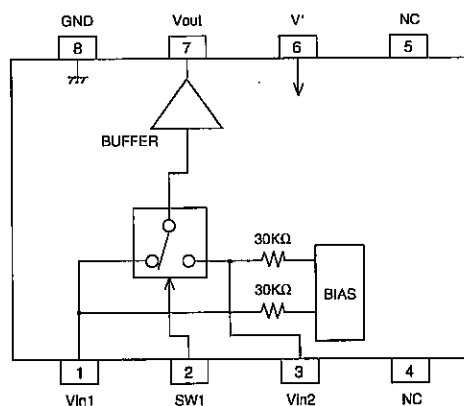 GND Vout V⁺ NC
8 7 6 5
BUFFER
30KΩ
30KΩ
BIAS
1 2 3 4
Vin1 SW1 Vin2 NC